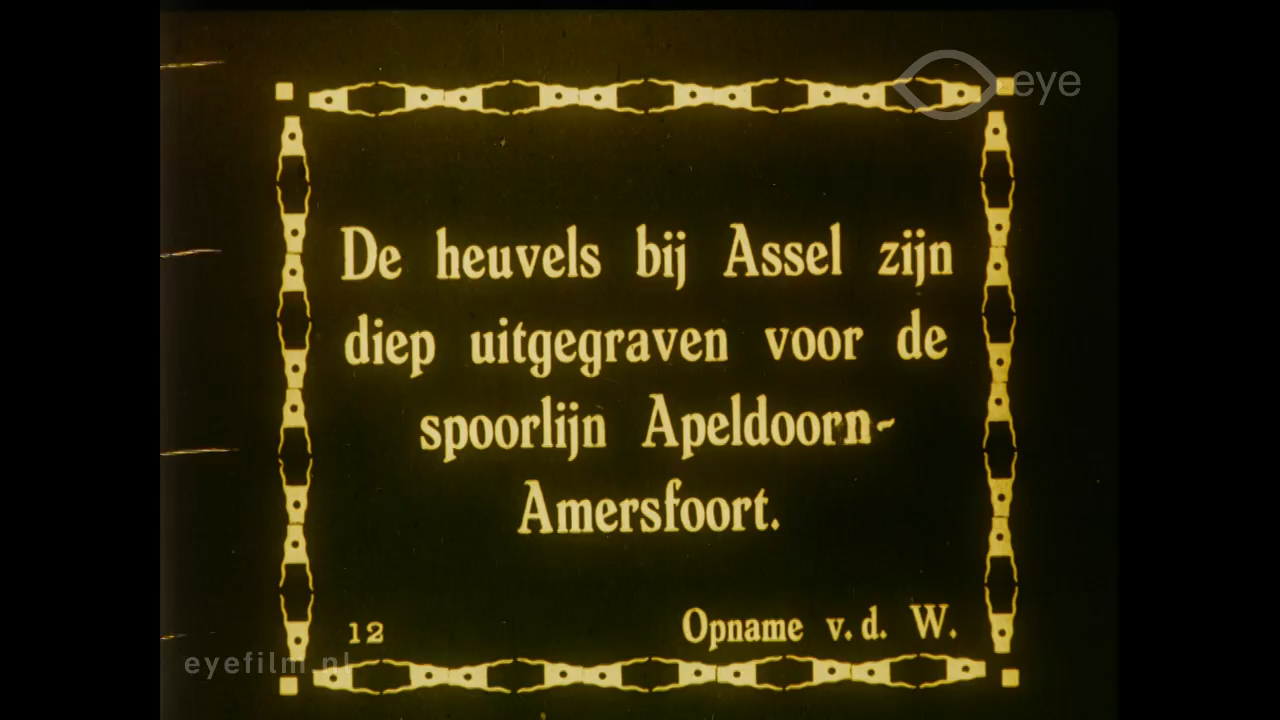 eye
De heuvels bij Assel zijn
diep uitgegraven voor de
spoorlijn Apeldoorn-
Amersfoort.
12
Opname v. d. W.
eyefilm.nl